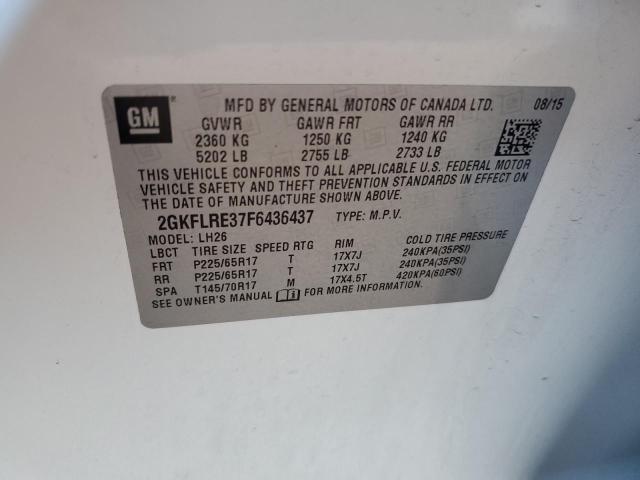 GM
MFD BY GENERAL MOTORS OF CANADA LTD. 08/15
GVWR GAWR FRT GAWR RR
2360 KG 1250 KG 1240 KG
5202 LB 2755 LB 2733 LB
THIS VEHICLE CONFORMS TO ALL APPLICABLE U.S. FEDERAL MOTOR
VEHICLE SAFETY AND THEFT PREVENTION STANDARDS IN EFFECT ON
THE DATE OF MANUFACTURE SHOWN ABOVE.
2GKFLRE37F6436437 TYPE: M.P.V.
MODEL: LH26
LBCT TIRE SIZE SPEED RTG RIM COLD TIRE PRESSURE
FRT P225/65R17 T 17X7J 240KPA(35PSI)
RR P225/65R17 T 17X7J 240KPA(35PSI)
SPA T145/70R17 M 17X4.5T 420KPA(60PSI)
SEE OWNER'S MANUAL FOR MORE INFORMATION.